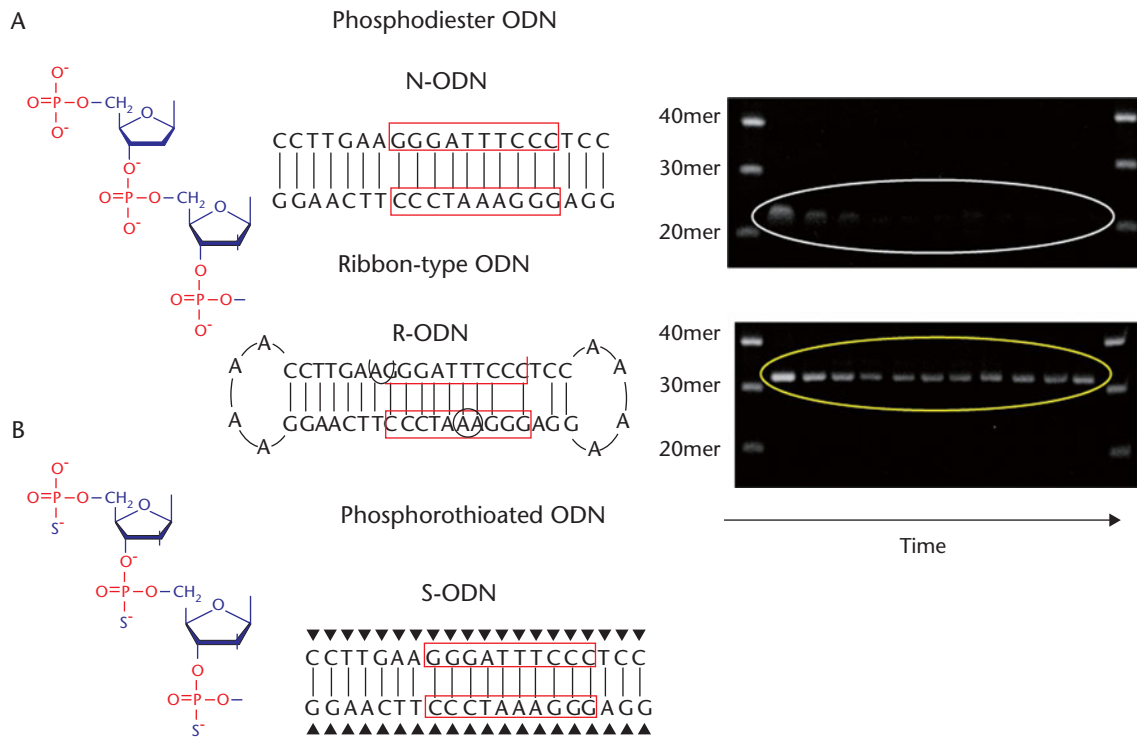 A
Phosphodiester ODN
N-ODN
CCTTGAAGGGATTTCCCTCC
GGAACTTCCCTAAAGGGAGG
O⁻
O=P–O–CH₂ O
O⁻
O⁻
O=P–O–CH₂ O
O⁻
O
O=P–O–
O⁻
40mer
30mer
20mer
Ribbon-type ODN
R-ODN
A A CCTTGAAGGGATTTCCCTCC A A
A A
A A GGAACTTCCCTAAAGGGAGG A A
40mer
30mer
20mer
Time
B
Phosphorothioated ODN
S-ODN
CCTTGAAGGGATTTCCCTCC
GGAACTTCCCTAAAGGGAGG
O⁻
O=P–O–CH₂ O
S⁻
O⁻
O=P–O–CH₂ O
S⁻
O
O=P–O–
S⁻